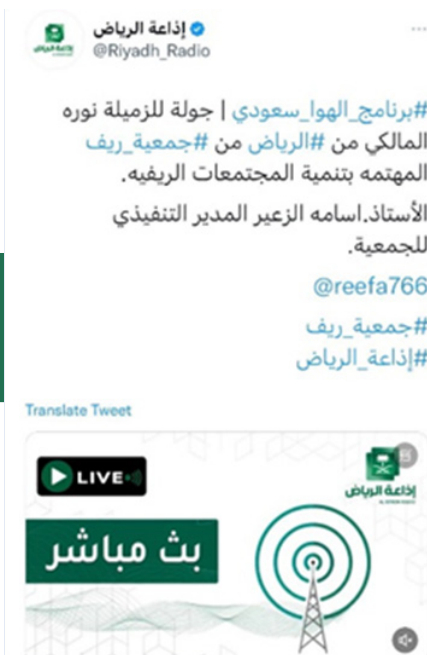 إذاعة الرياض
@Riyadh_Radio
#برنامج_الهوا_سعودي | جولة للزميلة نوره
المالكي من #الرياض من #جمعية_ريف
المهتمه بتنمية المجتمعات الريفيه.
الأستاذ.اسامه الزعير المدير التنفيذي
للجمعية.
@reefa766
#جمعية_ريف
#إذاعة_الرياض
Translate Tweet
LIVE
إذاعة الرياض
بث مباشر